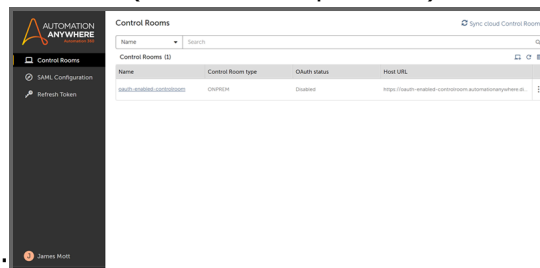 AUTOMATION
ANYWHERE
Automation 360
Control Rooms
SAML Configuration
Refresh Token
James Mott
Control Rooms
Sync cloud Control Room
Name
Search
Control Rooms (1)
Name Control Room type OAuth status Host URL
oauth-enabled-controlroom ONPREM Disabled https://oauth-enabled-controlroom.automationanywhere.di...